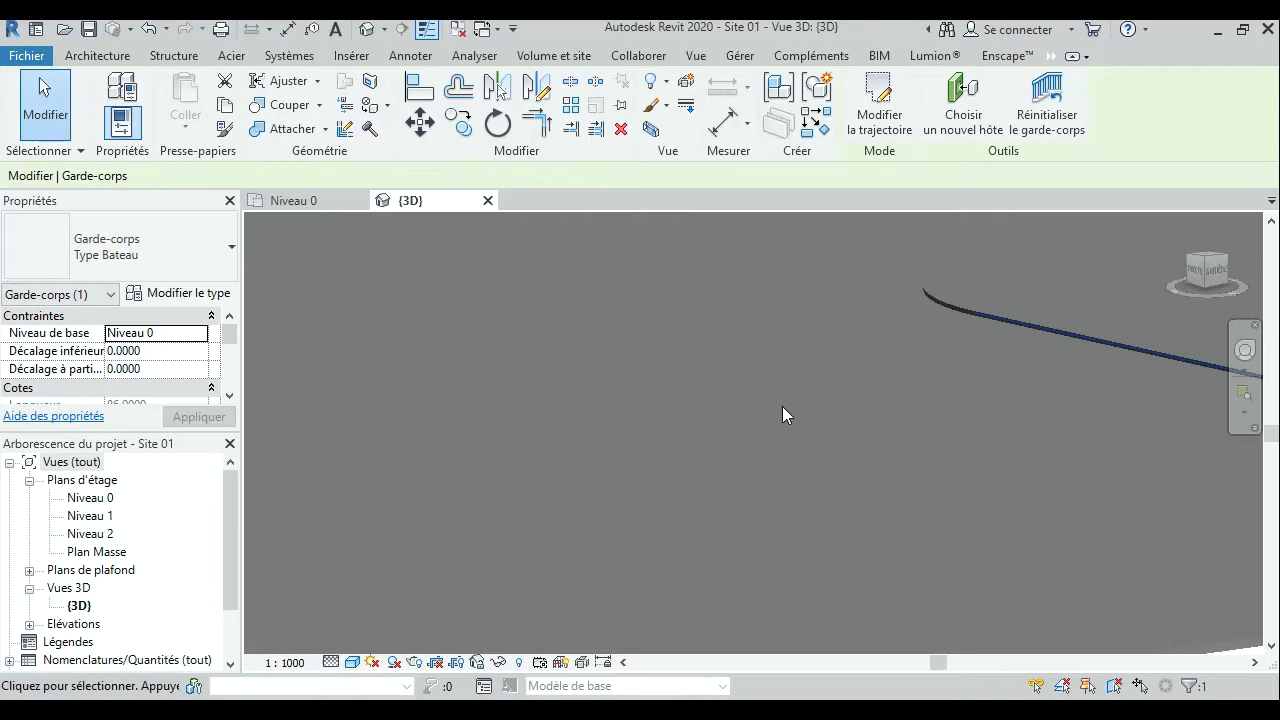 Autodesk Revit 2020 - Site 01 - Vue 3D: {3D}
Se connecter
Fichier Architecture Structure Acier Systèmes Insérer Annoter Analyser Volume et site Collaborer Vue Gérer Compléments BIM Lumion® Enscape™
Modifier
Coller
Ajuster
Couper
Attacher
Modifier
la trajectoire
Choisir
un nouvel hôte
Réinitialiser
le garde-corps
Sélectionner Propriétés Presse-papiers Géométrie Modifier Vue Mesurer Créer Mode Outils
Modifier | Garde-corps
Propriétés
Niveau 0
{3D}
Garde-corps
Type Bateau
Garde-corps (1)
Modifier le type
Contraintes
Niveau de base Niveau 0
Décalage inférieur 0.0000
Décalage à parti... 0.0000
Cotes
Aide des propriétés
Appliquer
Arborescence du projet - Site 01
Vues (tout)
Plans d'étage
Niveau 0
Niveau 1
Niveau 2
Plan Masse
Plans de plafond
Vues 3D
{3D}
Elévations
Légendes
Nomenclatures/Quantités (tout)
1 : 1000
Cliquez pour sélectionner. Appuye
:0
Modèle de base
:1